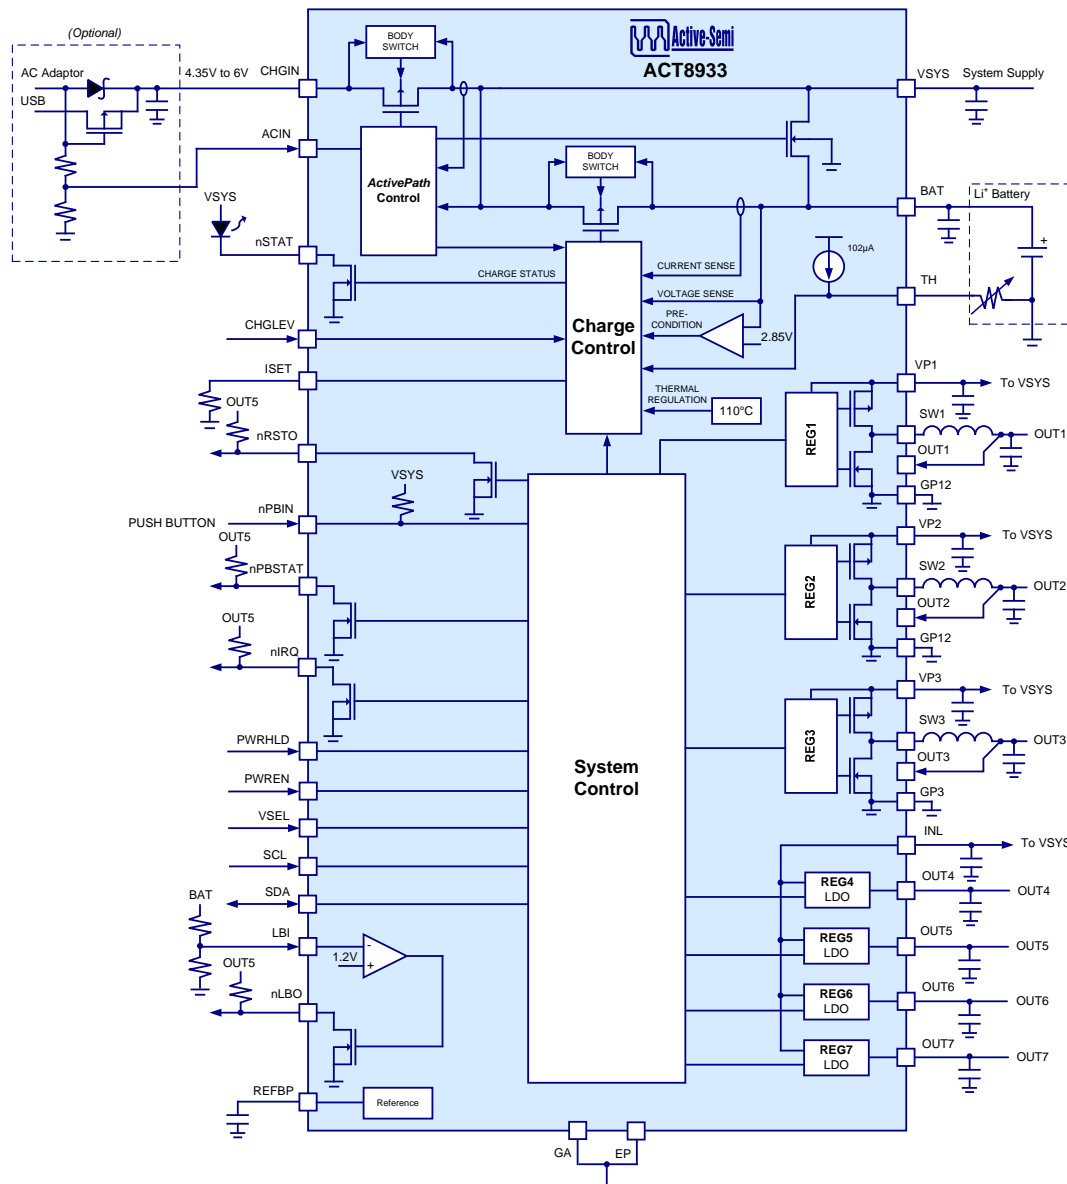 (Optional)
AC Adaptor
USB
4.35V to 6V
CHGIN
BODY
SWITCH
Active-Semi
ACT8933
VSYS
System Supply
ACIN
ActivePath
Control
BODY
SWITCH
BAT
Li+ Battery
+
VSYS
nSTAT
CHARGE STATUS
102µA
CURRENT SENSE
TH
VOLTAGE SENSE
Charge
Control
PRE-
CONDITION
2.85V
CHGLEV
ISET
THERMAL
REGULATION
110°C
VP1
To VSYS
REG1
SW1
OUT1
OUT1
GP12
OUT5
nRSTO
VSYS
nPBIN
PUSH BUTTON
OUT5
nPBSTAT
VP2
To VSYS
REG2
SW2
OUT2
OUT2
GP12
OUT5
nIRQ
VP3
To VSYS
REG3
SW3
OUT3
OUT3
GP3
PWRHLD
PWREN
VSEL
SCL
SDA
System
Control
INL
To VSYS
REG4
LDO
OUT4
OUT4
BAT
LBI
1.2V
-
+
REG5
LDO
OUT5
OUT5
OUT5
nLBO
REG6
LDO
OUT6
OUT6
REG7
LDO
OUT7
OUT7
REFBP
Reference
GA
EP